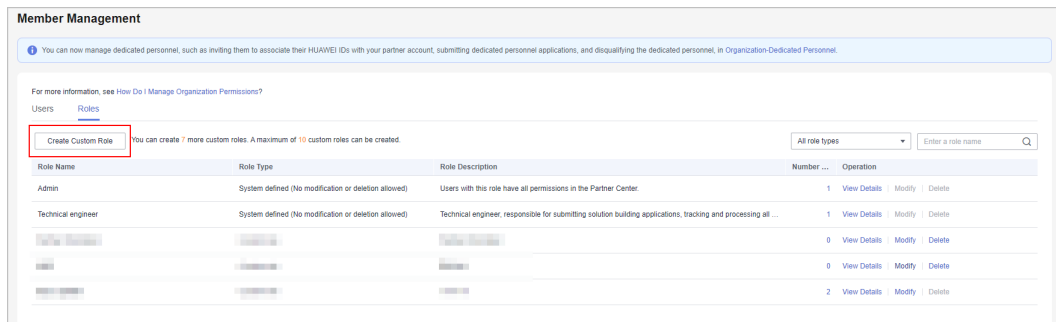 Member Management
You can now manage dedicated personnel, such as inviting them to associate their HUAWEI IDs with your partner account, submitting dedicated personnel applications, and disqualifying the dedicated personnel, in Organization-Dedicated Personnel.
For more information, see How Do I Manage Organization Permissions?
Users Roles
Create Custom Role You can create 7 more custom roles. A maximum of 10 custom roles can be created. All role types Enter a role name
Role Name Role Type Role Description Number ... Operation
Admin System defined (No modification or deletion allowed) Users with this role have all permissions in the Partner Center. 1 View Details Modify Delete
Technical engineer System defined (No modification or deletion allowed) Technical engineer, responsible for submitting solution building applications, tracking and processing all ... 1 View Details Modify Delete
0 View Details Modify Delete
0 View Details Modify Delete
2 View Details Modify Delete